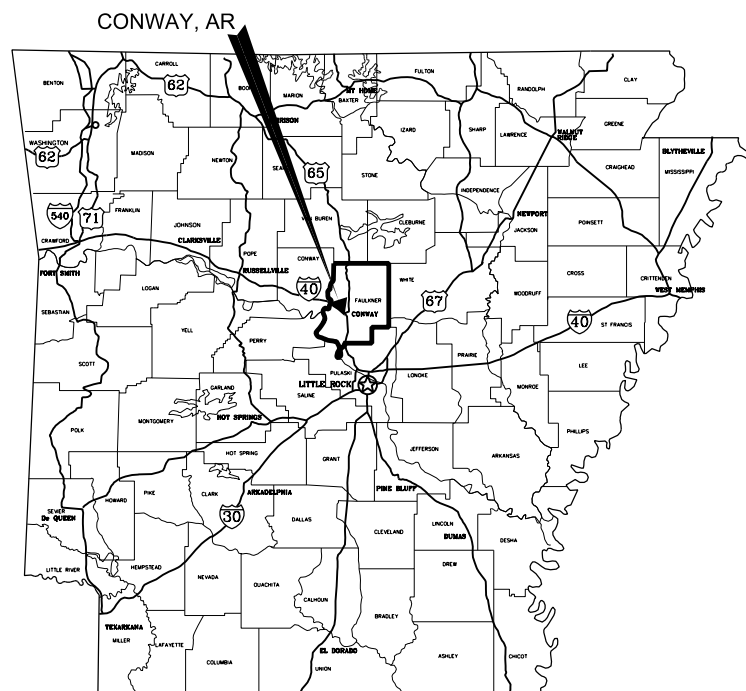 CONWAY, AR
CARROLL
BENTON
62
BOO
MARION
MT HOME
BAXTER
FULTON
RANDOLPH
CLAY
HARRISON
IZARD
SHARP
LAWRENCE
GREENE
WALNUT
RIDGE
WASHINGTON
62
MADISON
NEWTON
SEA
65
STONE
CRAIGHEAD
BLYTHEVILLE
MISSISSIPPI
INDEPENDENCE
540
71
FRANKLIN
JOHNSON
VAN BUREN
CLEBURNE
NEWPORT
JACKSON
POINSETT
CRAWFORD
CLARKSVILLE
POPE
CONWAY
RUSSELLVILLE
FORT SMITH
LOGAN
40
FAULKNER
CONWAY
WHITE
67
WOODRUFF
CROSS
CRITTENDEN
WEST MEMPHIS
SEBASTIAN
YELL
PERRY
40
ST FRANCIS
SCOTT
PULASKI
LITTLE ROCK
SALINE
LONOKE
PRAIRIE
LEE
GARLAND
MONROE
HOT SPRINGS
MONTGOMERY
POLK
PHILLIPS
HOT SPRING
GRANT
JEFFERSON
ARKANSAS
SEVIER
De QUEEN
HOWARD
PIKE
CLARK
ARKADELPHIA
PINE BLUFF
30
DALLAS
CLEVELAND
LINCOLN
DUMAS
DESHA
LITTLE RIVER
HEMPSTEAD
NEVADA
OUACHITA
CALHOUN
DREW
BRADLEY
TEXARKANA
MILLER
LAFAYETTE
COLUMBIA
EL DORADO
UNION
ASHLEY
CHICOT